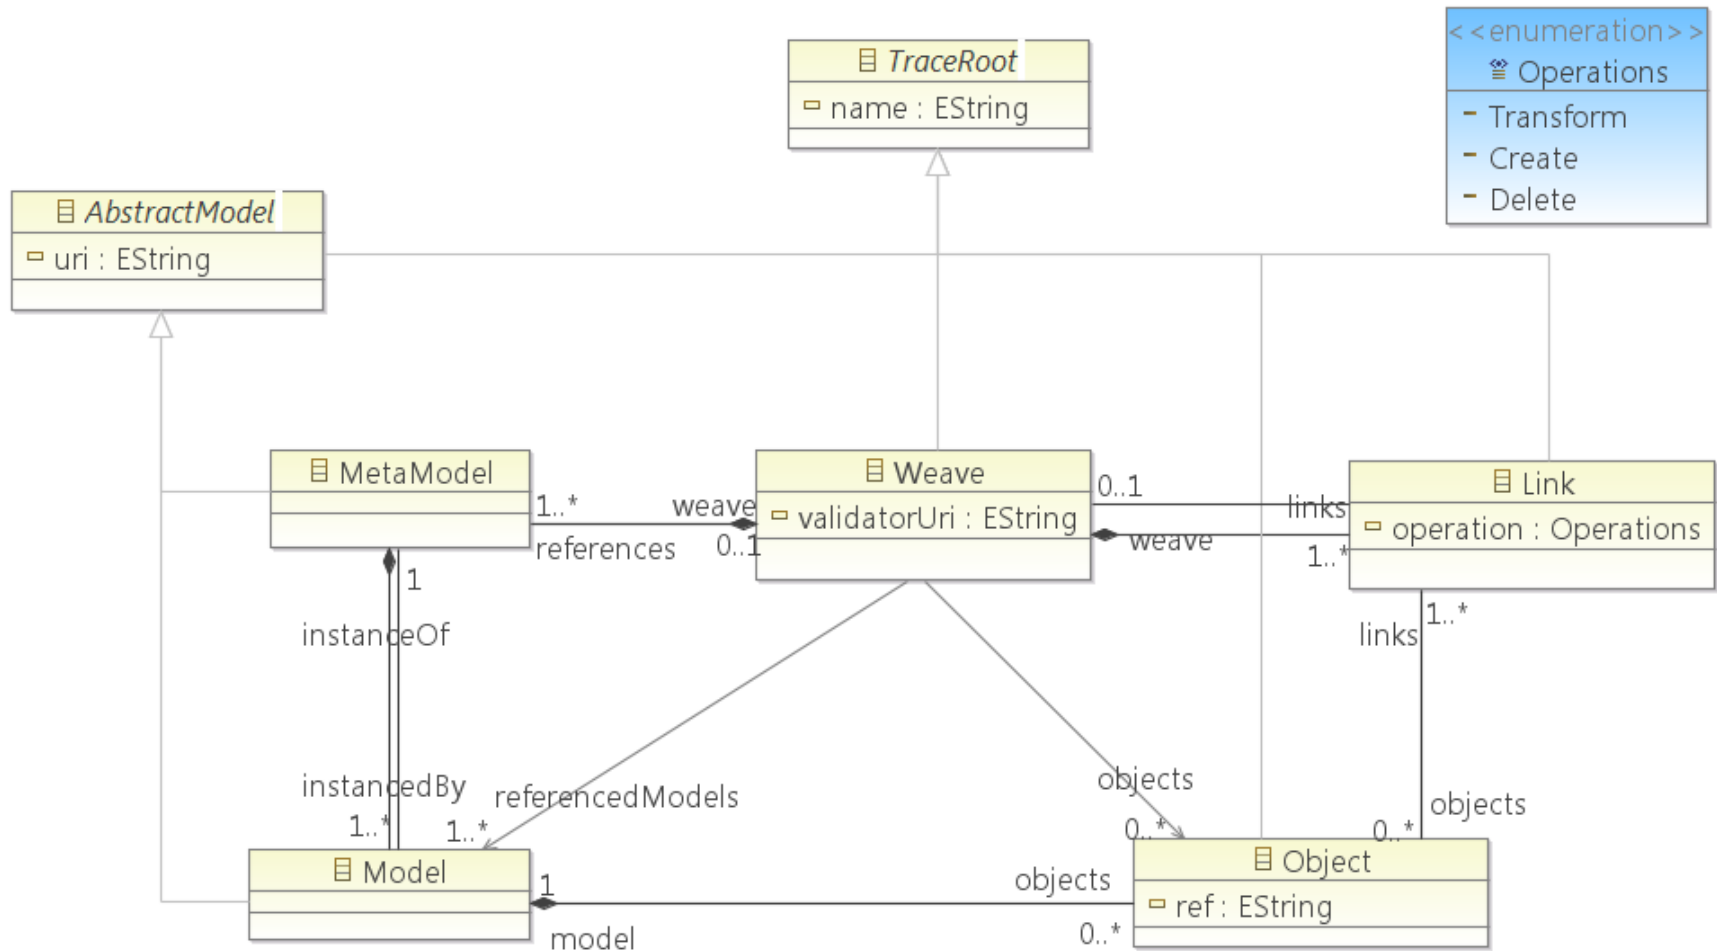 <<enumeration>>
Operations
Transform
Create
Delete
TraceRoot
name : EString
AbstractModel
uri : EString
MetaModel
Weave
validatorUri : EString
Link
operation : Operations
1..*
weave
references
0..1
0..1
links
weave
1..*
1
instanceOf
instancedBy
1..*
1..*
referencedModels
objects
0..*
1..*
links
objects
0..*
Model
1
model
objects
0..*
Object
ref : EString